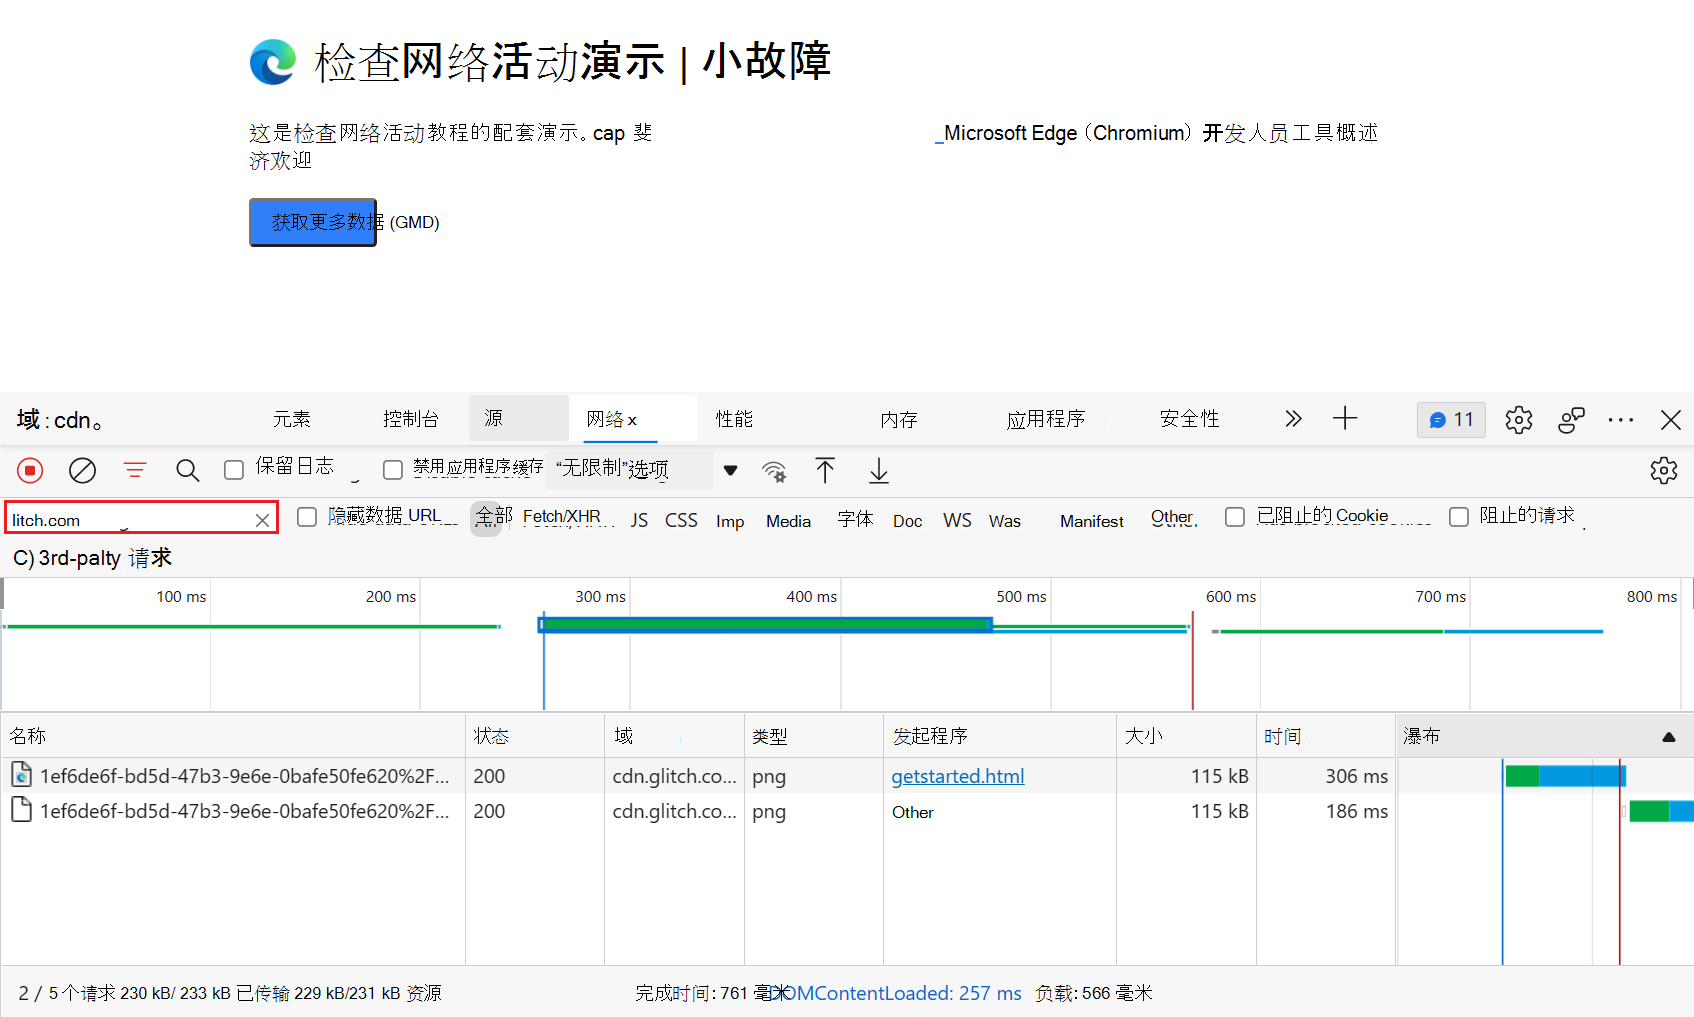 检查网络活动演示 | 小故障
这是检查网络活动教程的配套演示。cap 斐济欢迎
_Microsoft Edge (Chromium) 开发人员工具概述
获取更多数据 (GMD)
域: cdn。 元素 控制台 源 网络 x 性能 内存 应用程序 安全性 11
保留日志 禁用应用程序缓存 “无限制”选项
litch.com 隐藏数据 URL 全部 Fetch/XHR JS CSS Imp Media 字体 Doc WS Was Manifest Other 已阻止的 Cookie 阻止的请求
C) 3rd-palty 请求
100 ms 200 ms 300 ms 400 ms 500 ms 600 ms 700 ms 800 ms
名称 状态 域 类型 发起程序 大小 时间 瀑布
1ef6de6f-bd5d-47b3-9e6e-0bafe50fe620%2F... 200 cdn.glitch.co... png getstarted.html 115 kB 306 ms
1ef6de6f-bd5d-47b3-9e6e-0bafe50fe620%2F... 200 cdn.glitch.co... png Other 115 kB 186 ms
2 / 5 个请求 230 kB/ 233 kB 已传输 229 kB/231 kB 资源 完成时间: 761 毫米 DOMContentLoaded: 257 ms 负载: 566 毫米